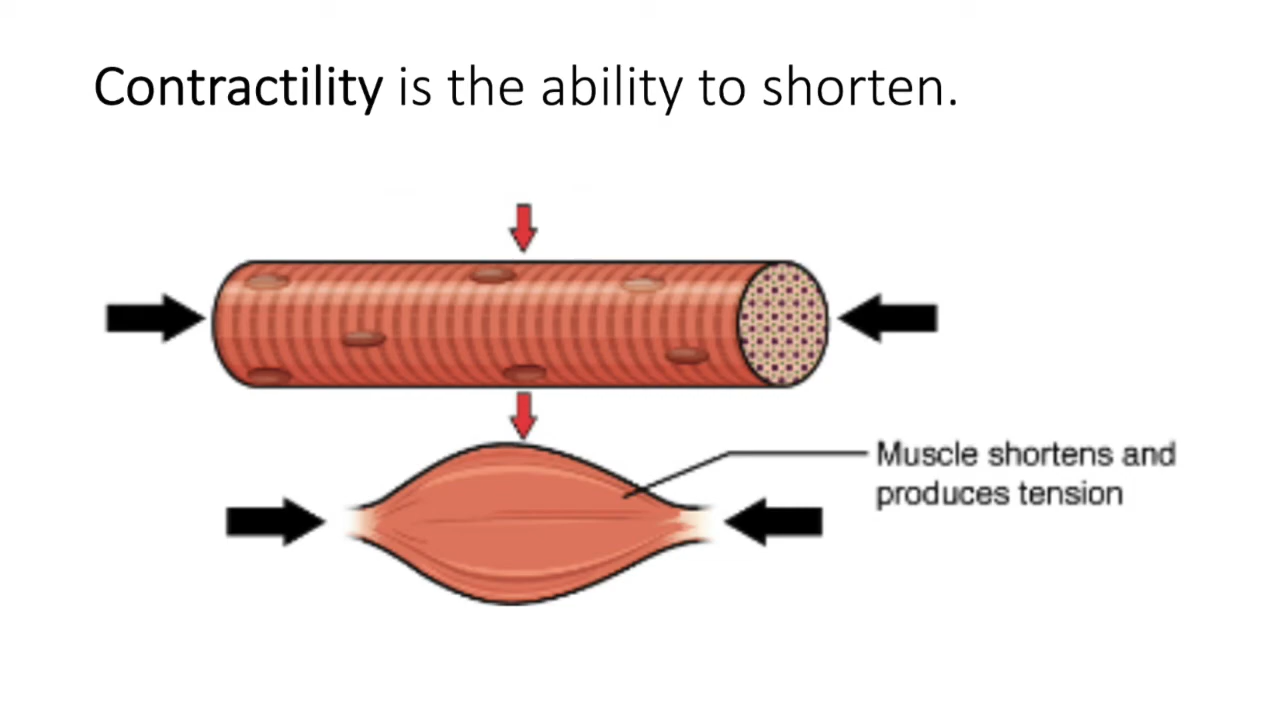 Contractility is the ability to shorten.
Muscle shortens and
produces tension